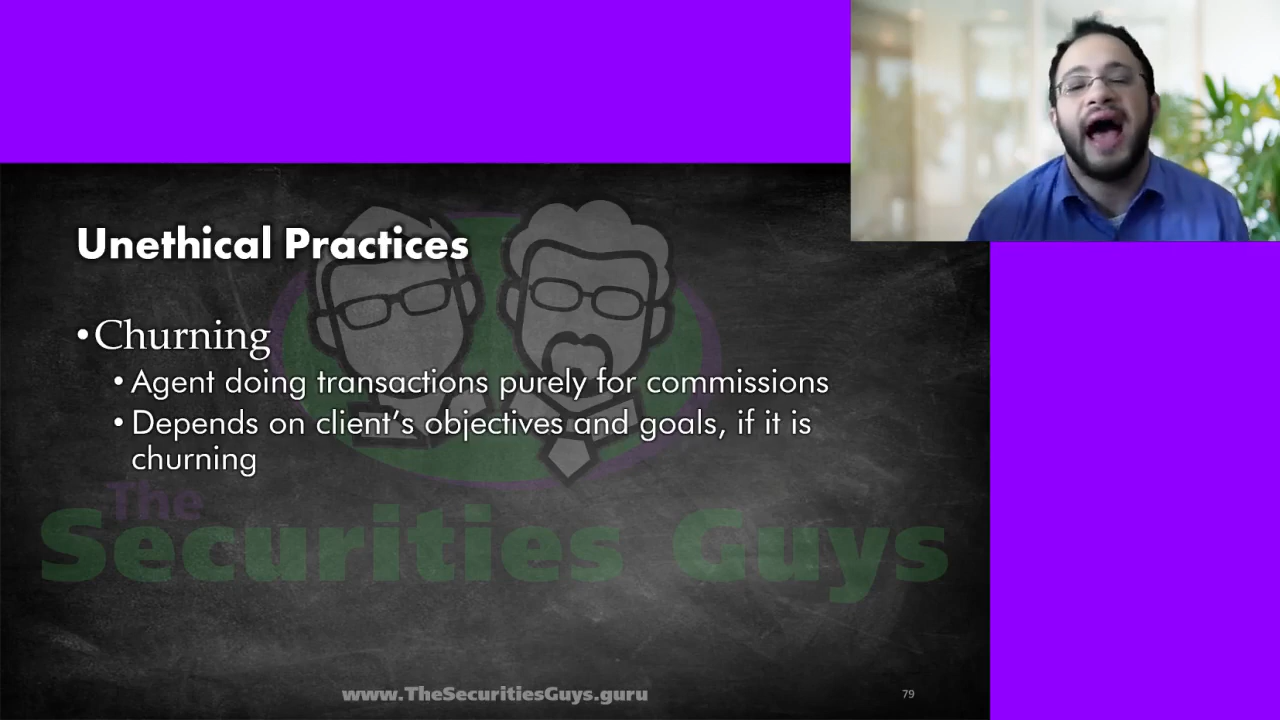 Unethical Practices
•Churning
•Agent doing transactions purely for commissions
•Depends on client’s objectives and goals, if it is
churning
The
Securities Guys
www.TheSecuritiesGuys.guru
79